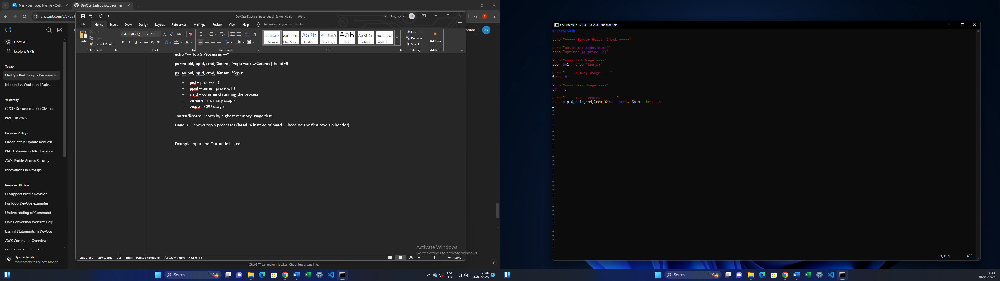 Mail - Sean Joey Nyame - Outlo
DevOps Bash Scripts Beginner
chatgpt.com/c/67a51
DevOps Bash script to check Server Health - Word
Sean Joey Nyame
SJ
C
File
Home
Insert
Draw
Design
Layout
References
Mailings
Review
View
Help
Tell me what you want to do
Share
JO
Paste
Cut
Copy
Format Painter
Clipboard
Calibri (Body)
11
Font
Paragraph
AaBbCcDc
¶ Normal
AaBbCcDc
¶ No Spac...
AaBbC
Heading 1
AaBbCc
Heading 2
AaB
Title
AaBbCc
Subtitle
AaBbCcDc
Subtle Em...
Styles
Find
Replace
Select
Editing
Add-ins
Add-ins
ChatGPT
Explore GPTs
Today
DevOps Bash Scripts Beginner
Inbound vs Outbound Rules
Yesterday
CI/CD Documentation Cleanup
NACL in AWS
Previous 7 Days
Order Status Update Request
NAT Gateway vs NAT Instance
AWS Profile Access Security
Innovations in DevOps
Previous 30 Days
IT Support Profile Revision
For loop DevOps examples
Understanding df Command
Unit Conversion Website Help
Bash if Statements in DevOps
AWK Command Overview
Upgrade plan
More access to the best models
echo “--- Top 5 Processes ---”
ps -eo pid, ppid, cmd, %mem, %cpu –sort=-%mem | head -6
ps -eo pid, ppid, cmd, %mem, %cpu:
- pid – process ID
- ppid – parent process ID
- cmd – command running the process
- %mem – memory usage
- %cpu – CPU usage
–sort=-%mem – sorts by highest memory usage first
Head -6 – shows top 5 processes (head -6 instead of head -5 because the first row is a header)
Example Input and Output in Linux:
Activate Windows
Go to Settings to activate Windows.
Page 2 of 2
297 words
English (United Kingdom)
Accessibility: Good to go
120%
ChatGPT can make mistakes. Check important info.
?
Search
ENG
UK
21:38
06/02/2025
6
ec2-user@ip-172-31-18-208:~/bashscripts
#!/bin/bash
echo "===== Server Health Check ====="
echo "Hostname: $(hostname)"
echo "Uptime: $(uptime -p)"
echo "---- CPU Usage ----"
top -bn1 | grep "Cpu(s)"
echo "---- Memory Usage ----"
free -h
echo "---- Disk Usage ----"
df -h /
echo "---- Top 5 Processes ----"
ps -eo pid,ppid,cmd,%mem,%cpu --sort=-%mem | head -6
19,0-1
All
Search
21:38
06/02/2025